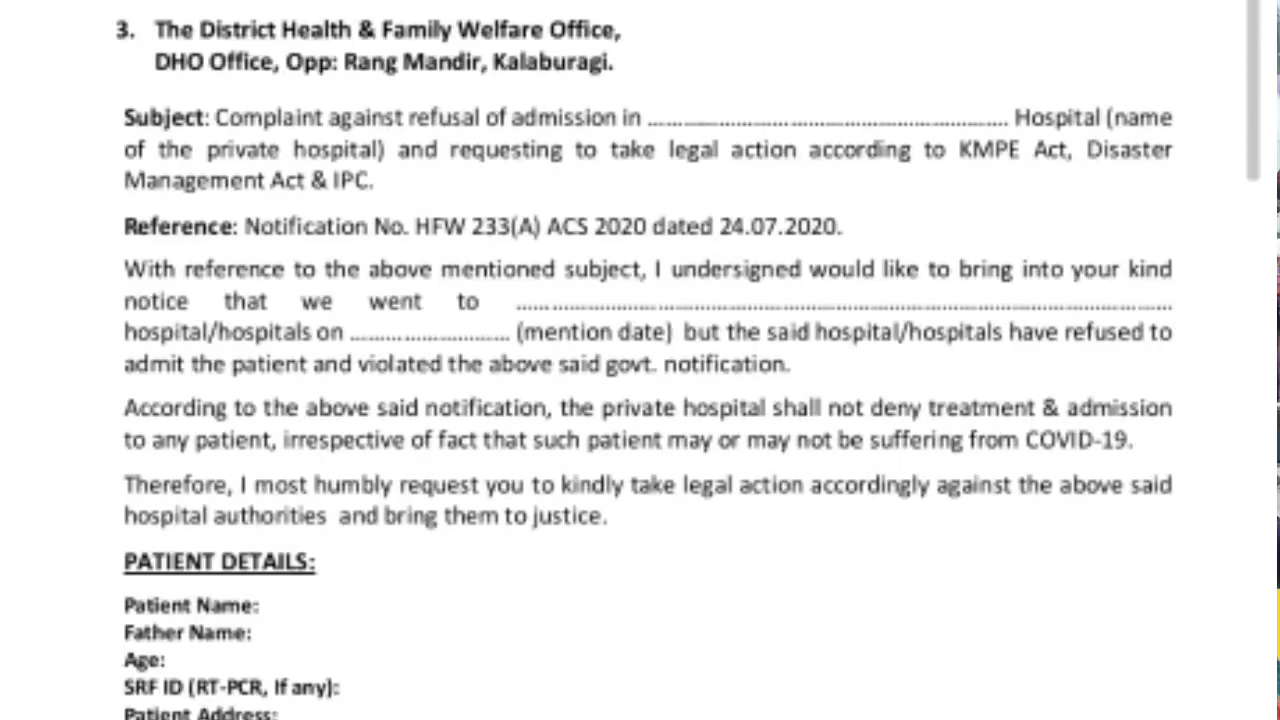 3. The District Health & Family Welfare Office,
DHO Office, Opp: Rang Mandir, Kalaburagi.
Subject: Complaint against refusal of admission in ........................................................ Hospital (name
of the private hospital) and requesting to take legal action according to KMPE Act, Disaster
Management Act & IPC.
Reference: Notification No. HFW 233(A) ACS 2020 dated 24.07.2020.
With reference to the above mentioned subject, I undersigned would like to bring into your kind
notice that we went to ........................................................................................................
hospital/hospitals on ............................ (mention date) but the said hospital/hospitals have refused to
admit the patient and violated the above said govt. notification.
According to the above said notification, the private hospital shall not deny treatment & admission
to any patient, irrespective of fact that such patient may or may not be suffering from COVID-19.
Therefore, I most humbly request you to kindly take legal action accordingly against the above said
hospital authorities and bring them to justice.
PATIENT DETAILS:
Patient Name:
Father Name:
Age:
SRF ID (RT-PCR, If any):
Patient Address: